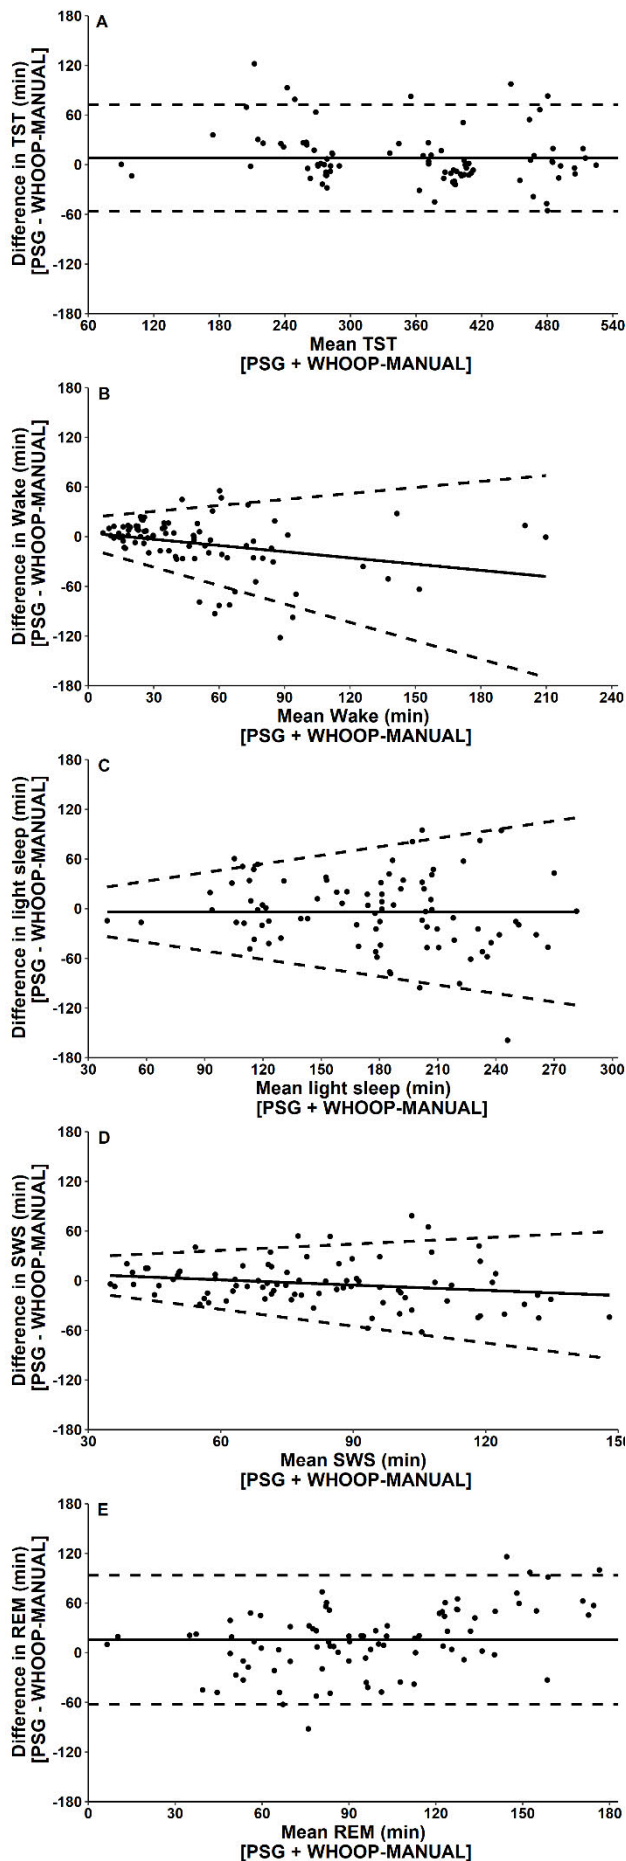 A
Difference in TST (min)
[PSG - WHOOP-MANUAL]
180
120
60
0
-60
-120
-180
60 120 180 240 300 360 420 480 540
Mean TST
[PSG + WHOOP-MANUAL]
B
Difference in Wake (min)
[PSG - WHOOP-MANUAL]
180
120
60
0
-60
-120
-180
0 30 60 90 120 150 180 210 240
Mean Wake (min)
[PSG + WHOOP-MANUAL]
C
Difference in light sleep (min)
[PSG - WHOOP-MANUAL]
180
120
60
0
-60
-120
-180
30 60 90 120 150 180 210 240 270 300
Mean light sleep (min)
[PSG + WHOOP-MANUAL]
D
Difference in SWS (min)
[PSG - WHOOP-MANUAL]
180
120
60
0
-60
-120
-180
30 60 90 120 150
Mean SWS (min)
[PSG + WHOOP-MANUAL]
E
Difference in REM (min)
[PSG - WHOOP-MANUAL]
180
120
60
0
-60
-120
-180
0 30 60 90 120 150 180
Mean REM (min)
[PSG + WHOOP-MANUAL]